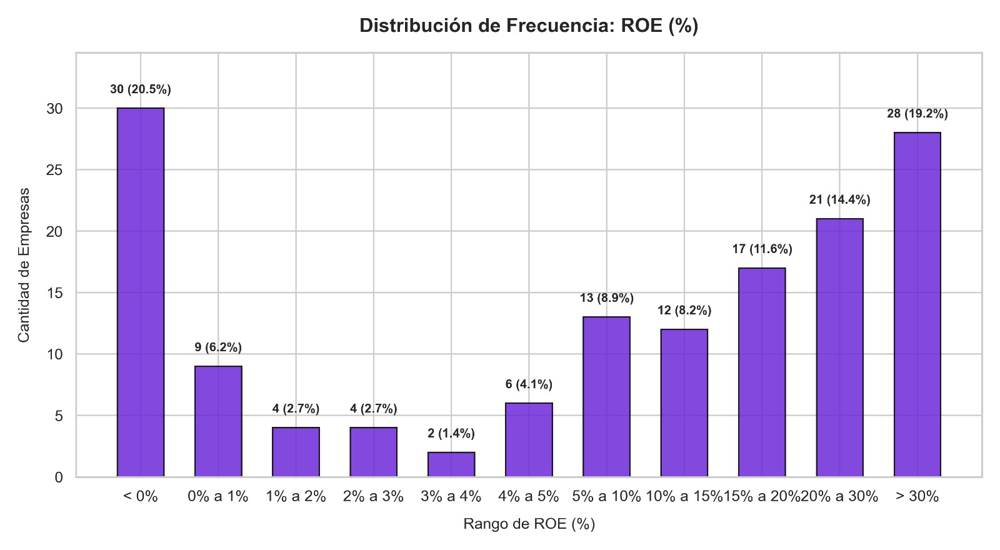 Distribución de Frecuencia: ROE (%)
30 (20.5%)
9 (6.2%)
4 (2.7%)
4 (2.7%)
2 (1.4%)
6 (4.1%)
13 (8.9%)
12 (8.2%)
17 (11.6%)
21 (14.4%)
28 (19.2%)
30
25
20
15
10
5
0
Cantidad de Empresas
< 0%
0% a 1%
1% a 2%
2% a 3%
3% a 4%
4% a 5%
5% a 10%
10% a 15%
15% a 20%
20% a 30%
> 30%
Rango de ROE (%)